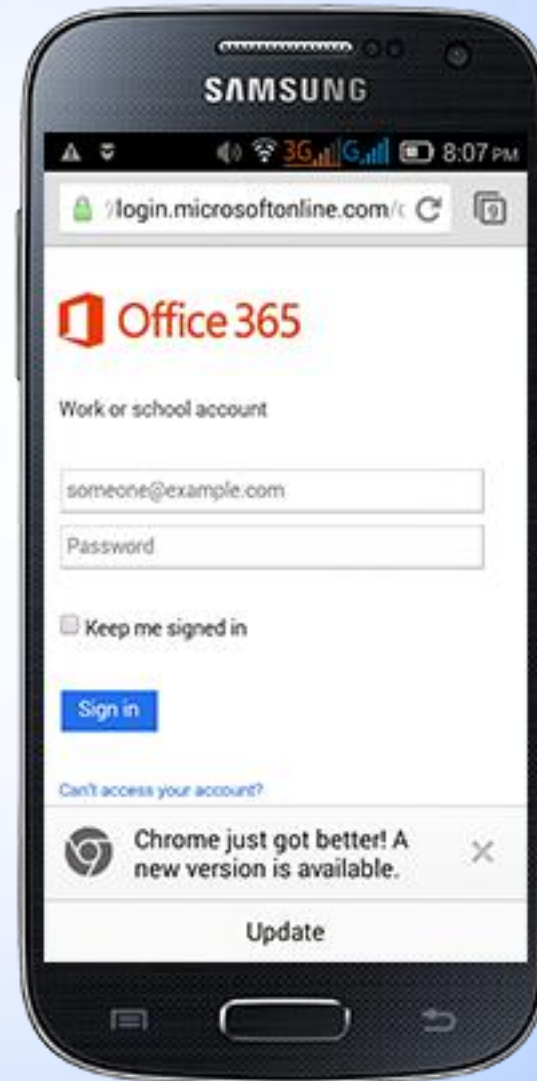 SAMSUNG
3G G 8:07 PM
login.microsoftonline.com/ 9
Office 365
Work or school account
someone@example.com
Password
Keep me signed in
Sign in
Can't access your account?
Chrome just got better! A
new version is available.
Update